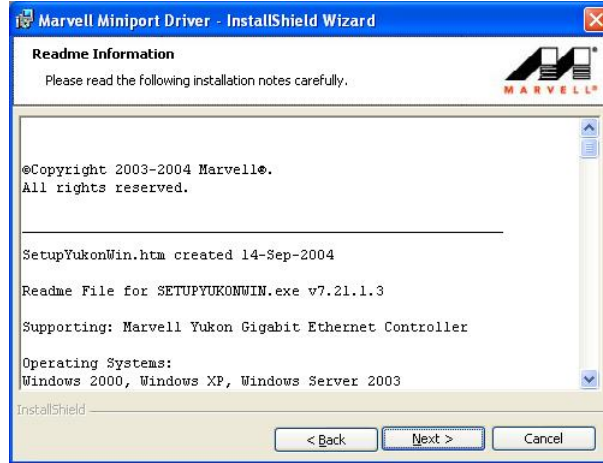 Marvell Miniport Driver - InstallShield Wizard
Readme Information
Please read the following installation notes carefully.
MARVELL®
©Copyright 2003-2004 Marvell®.
All rights reserved.
SetupYukonWin.htm created 14-Sep-2004
Readme File for SETUPYUKONWIN.exe v7.21.1.3
Supporting: Marvell Yukon Gigabit Ethernet Controller
Operating Systems:
Windows 2000, Windows XP, Windows Server 2003
InstallShield
< Back Next > Cancel